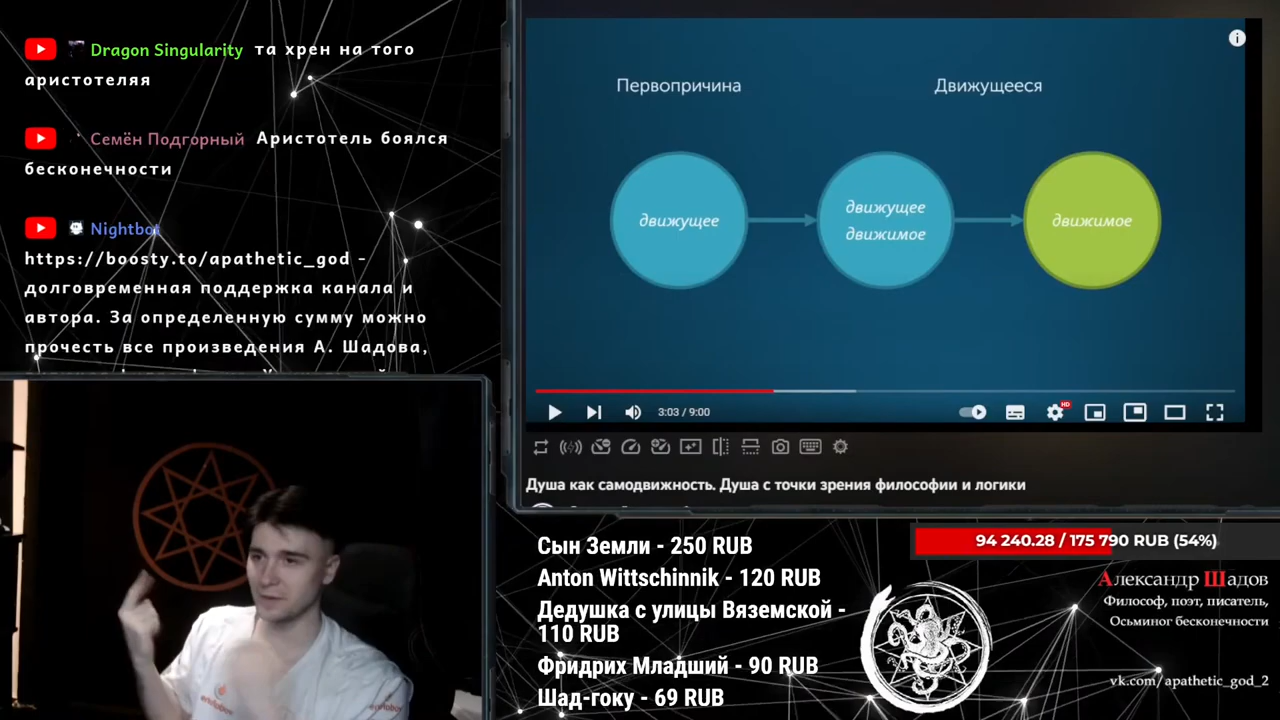 Dragon Singularity та хрен на того
аристотеляя
Семён Подгорный Аристотель боялся
бесконечности
Nightbot
https://boosty.to/apathetic_god -
долговременная поддержка канала и
автора. За определенную сумму можно
прочесть все произведения А. Шадова,
Первопричина
Движущееся
движущее
движущее
движимое
движимое
3:03 / 9:00
HD
Душа как самодвижность. Душа с точки зрения философии и логики
Сын Земли - 250 RUB
Anton Wittschinnik - 120 RUB
Дедушка с улицы Вяземской -
110 RUB
Фридрих Младший - 90 RUB
Шад-гоку - 69 RUB
94 240.28 / 175 790 RUB (54%)
Александр Шадов
Философ, поэт, писатель,
Осьминог бесконечности
vk.com/apathetic_god_2